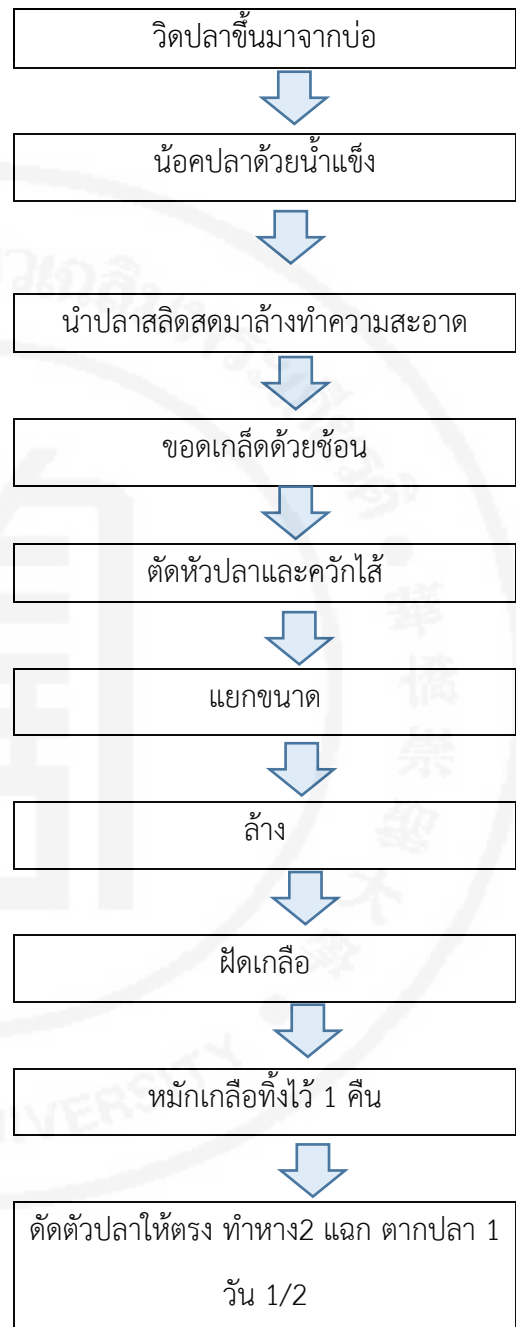 วิดปลาขึ้นมาจากบ่อ
น้อคปลาด้วยน้ำแข็ง
นำปลาสลิดสดมาล้างทำความสะอาด
ขอดเกล็ดด้วยช้อน
ตัดหัวปลาและควักไส้
แยกขนาด
ล้าง
ฝัดเกลือ
หมักเกลือทิ้งไว้ 1 คืน
ดัดตัวปลาให้ตรง ทำหาง2 แฉก ตากปลา 1
วัน 1/2